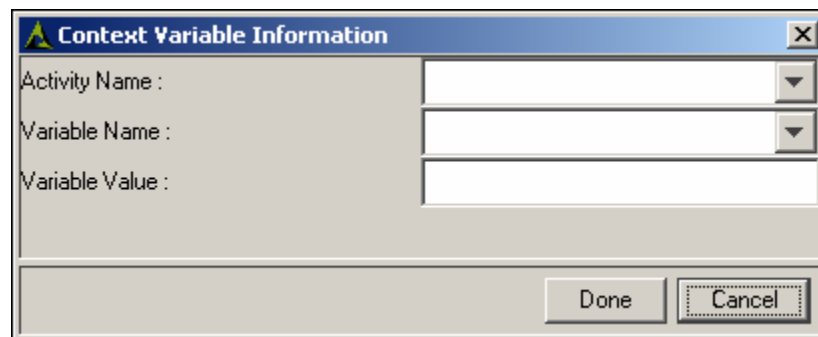 Context Variable Information
Activity Name :
Variable Name :
Variable Value :
Done Cancel